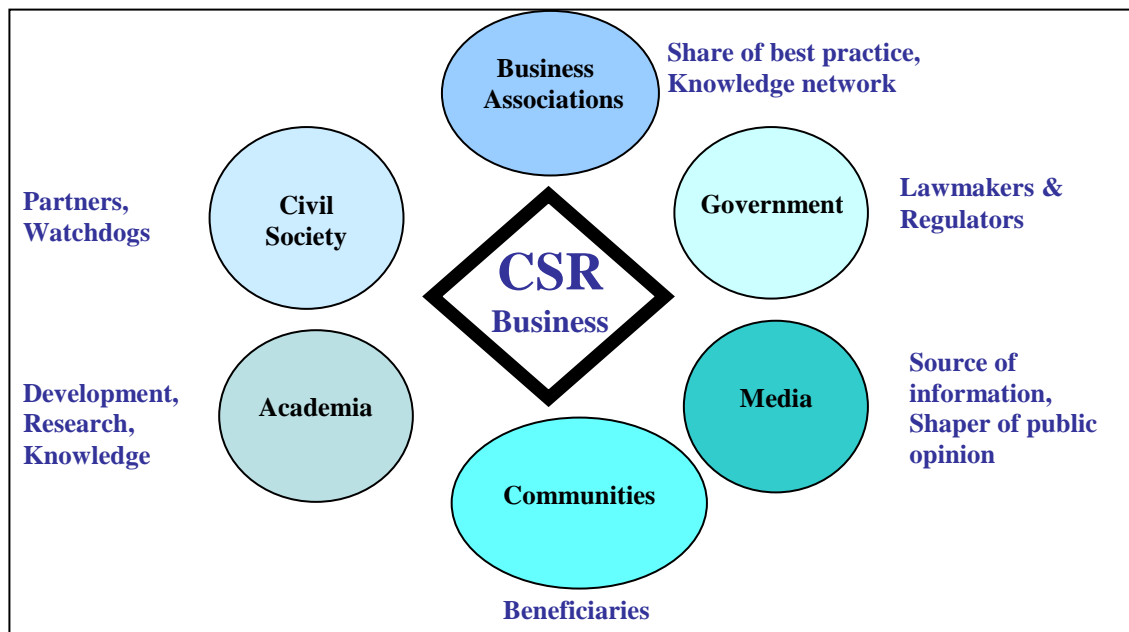 Business
Associations
Share of best practice,
Knowledge network
Partners,
Watchdogs
Civil
Society
Government
Lawmakers &
Regulators
CSR
Business
Development,
Research,
Knowledge
Academia
Media
Source of
information,
Shaper of public
opinion
Communities
Beneficiaries